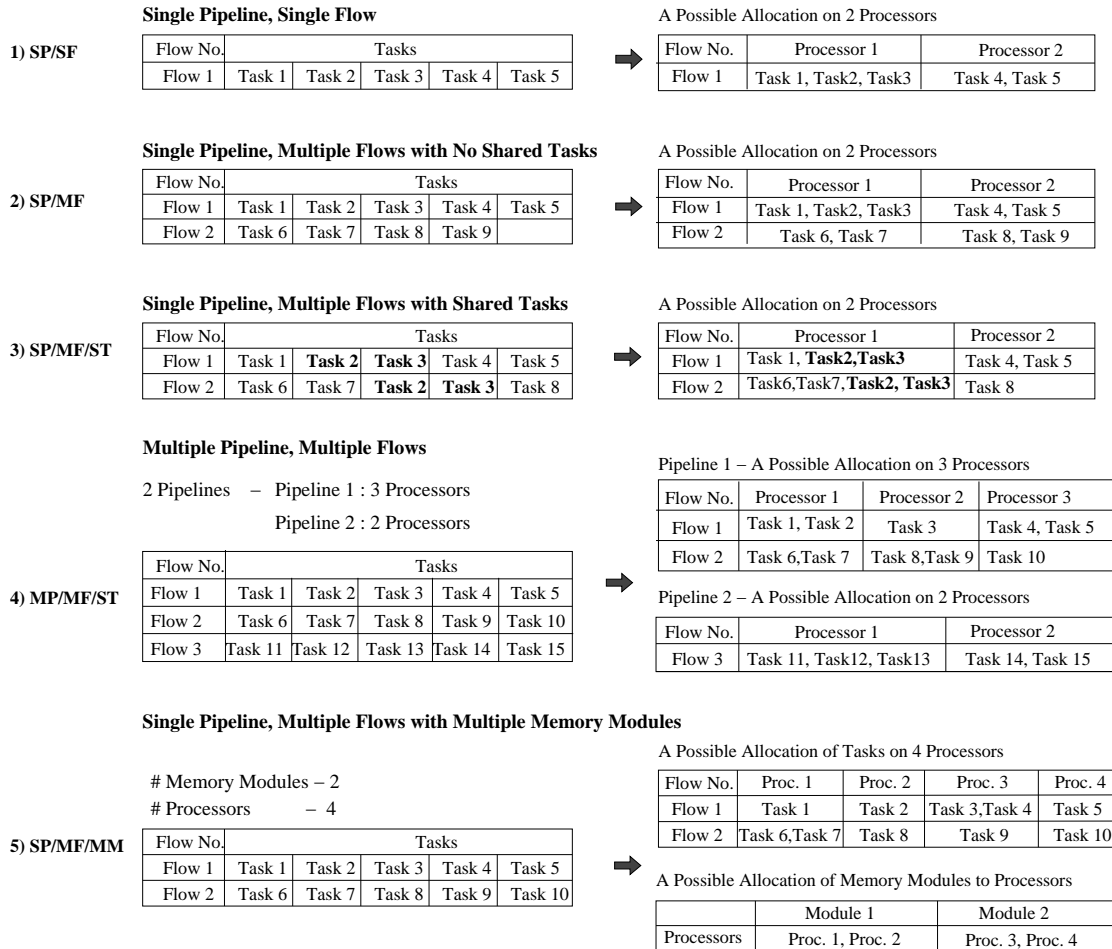 Single Pipeline, Single Flow
A Possible Allocation on 2 Processors
1) SP/SF
Flow No. Tasks
Flow 1 Task 1 Task 2 Task 3 Task 4 Task 5
Flow No. Processor 1 Processor 2
Flow 1 Task 1, Task2, Task3 Task 4, Task 5
Single Pipeline, Multiple Flows with No Shared Tasks
A Possible Allocation on 2 Processors
2) SP/MF
Flow No. Tasks
Flow 1 Task 1 Task 2 Task 3 Task 4 Task 5
Flow 2 Task 6 Task 7 Task 8 Task 9
Flow No. Processor 1 Processor 2
Flow 1 Task 1, Task2, Task3 Task 4, Task 5
Flow 2 Task 6, Task 7 Task 8, Task 9
Single Pipeline, Multiple Flows with Shared Tasks
A Possible Allocation on 2 Processors
3) SP/MF/ST
Flow No. Tasks
Flow 1 Task 1 Task 2 Task 3 Task 4 Task 5
Flow 2 Task 6 Task 7 Task 2 Task 3 Task 8
Flow No. Processor 1 Processor 2
Flow 1 Task 1, Task2,Task3 Task 4, Task 5
Flow 2 Task6,Task7,Task2, Task3 Task 8
Multiple Pipeline, Multiple Flows
2 Pipelines – Pipeline 1 : 3 Processors
Pipeline 2 : 2 Processors
4) MP/MF/ST
Flow No. Tasks
Flow 1 Task 1 Task 2 Task 3 Task 4 Task 5
Flow 2 Task 6 Task 7 Task 8 Task 9 Task 10
Flow 3 Task 11 Task 12 Task 13 Task 14 Task 15
Pipeline 1 – A Possible Allocation on 3 Processors
Flow No. Processor 1 Processor 2 Processor 3
Flow 1 Task 1, Task 2 Task 3 Task 4, Task 5
Flow 2 Task 6,Task 7 Task 8,Task 9 Task 10
Pipeline 2 – A Possible Allocation on 2 Processors
Flow No. Processor 1 Processor 2
Flow 3 Task 11, Task12, Task13 Task 14, Task 15
Single Pipeline, Multiple Flows with Multiple Memory Modules
# Memory Modules – 2
# Processors – 4
5) SP/MF/MM
Flow No. Tasks
Flow 1 Task 1 Task 2 Task 3 Task 4 Task 5
Flow 2 Task 6 Task 7 Task 8 Task 9 Task 10
A Possible Allocation of Tasks on 4 Processors
Flow No. Proc. 1 Proc. 2 Proc. 3 Proc. 4
Flow 1 Task 1 Task 2 Task 3,Task 4 Task 5
Flow 2 Task 6,Task 7 Task 8 Task 9 Task 10
A Possible Allocation of Memory Modules to Processors
Module 1 Module 2
Processors Proc. 1, Proc. 2 Proc. 3, Proc. 4